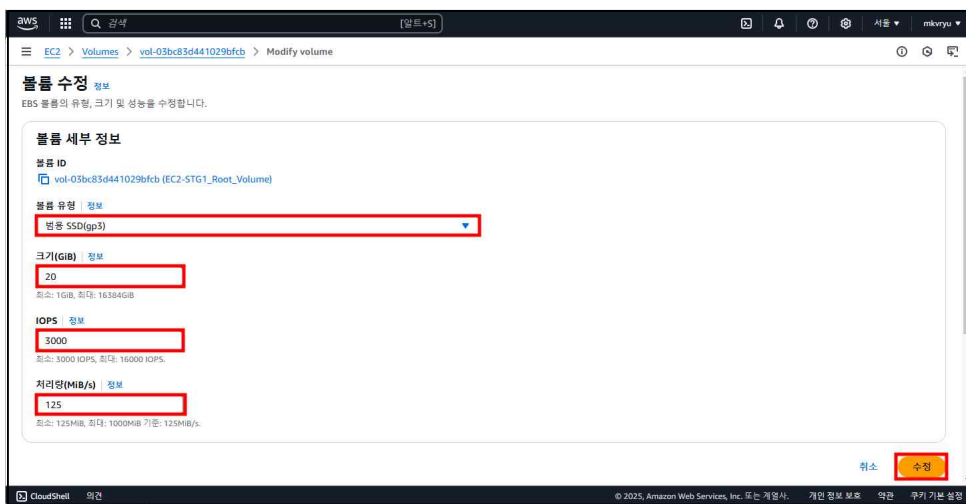 aws 검색 [알트+S] 서울 ▼ mkvryu ▼
EC2 > Volumes > vol-03bc83d441029bfcb > Modify volume
볼륨 수정 정보
EBS 볼륨의 유형, 크기 및 성능을 수정합니다.
볼륨 세부 정보
볼륨 ID
vol-03bc83d441029bfcb (EC2-STG1_Root_Volume)
볼륨 유형 | 정보
범용 SSD(gp3) ▼
크기(GiB) | 정보
20
최소: 1GiB, 최대: 16384GiB
IOPS | 정보
3000
최소: 3000 IOPS, 최대: 16000 IOPS.
처리량(MiB/s) | 정보
125
최소: 125MiB, 최대: 1000MiB 기준: 125MiB/s.
취소 수정
CloudShell 의견 © 2025, Amazon Web Services, Inc. 또는 계열사. 개인 정보 보호 약관 쿠키 기본 설정